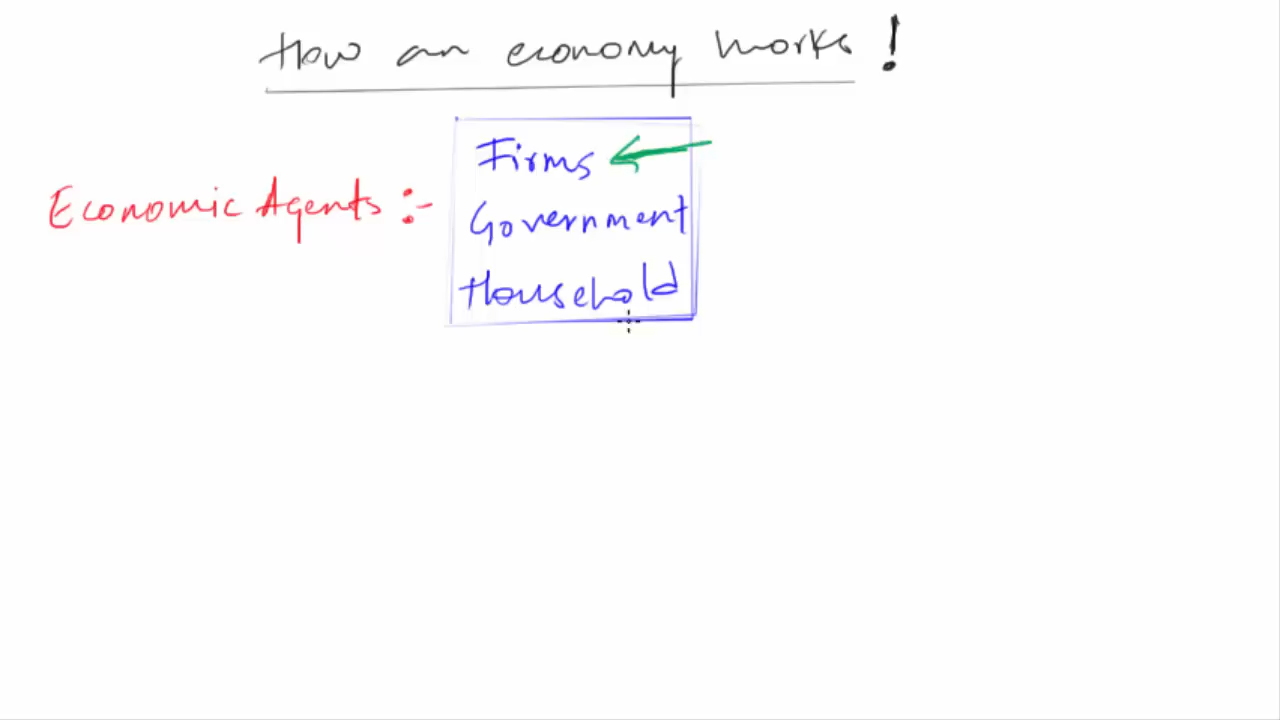 How an economy works!
Firms
Economic Agents :-
Government
Household